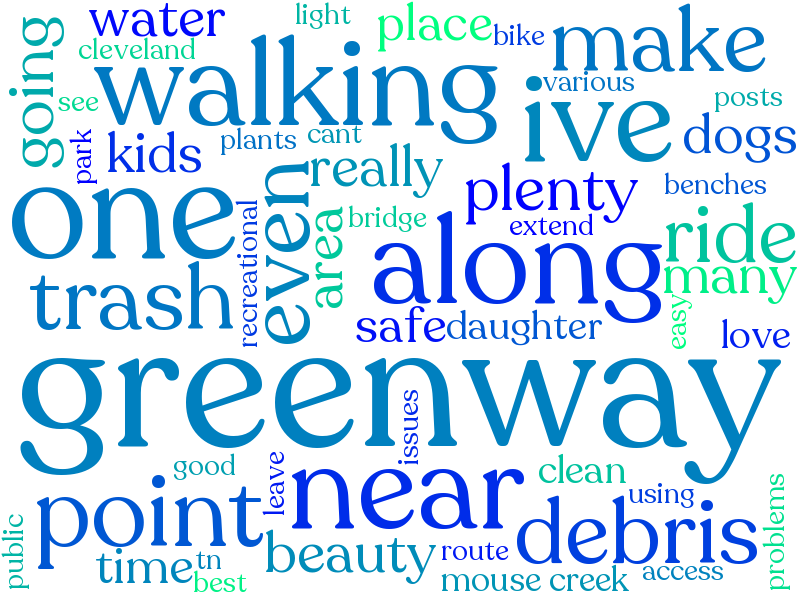 going
water
light
place
bike
make
cleveland
walking
various
see
ive
posts
park
kids
plants
cant
dogs
one
even
really
plenty
benches
recreational
area
bridge
extend
ride
trash
along
many
easy
safe
daughter
love
greenway
issues
good
leave
near
clean
using
problems
public
point
debris
time
tn
best
beauty
route
mouse creek
access